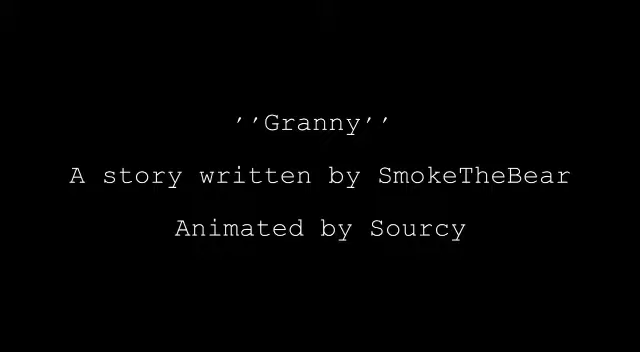 ’’Granny’’
A story written by SmokeTheBear
Animated by Sourcy